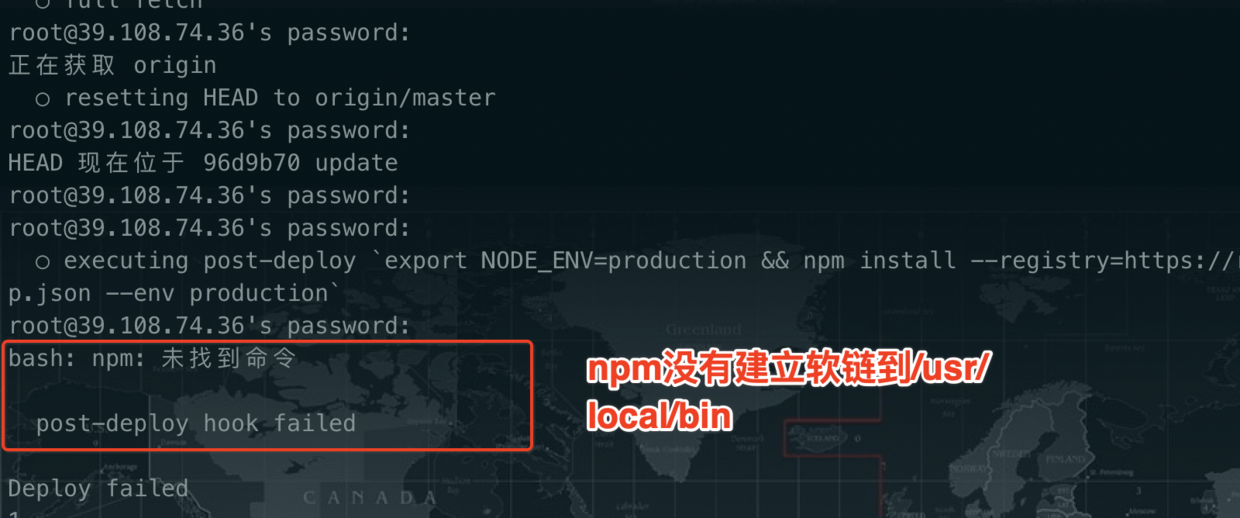 ○ full fetch
root@39.108.74.36's password:
正在获取 origin
○ resetting HEAD to origin/master
root@39.108.74.36's password:
HEAD 现在位于 96d9b70 update
root@39.108.74.36's password:
root@39.108.74.36's password:
○ executing post-deploy `export NODE_ENV=production && npm install --registry=https://
p.json --env production`
root@39.108.74.36's password:
bash: npm: 未找到命令
npm没有建立软链到/usr/
local/bin
post-deploy hook failed
Deploy failed
Greenland
CANADA
ICELAND
NORWAY
FINLAND